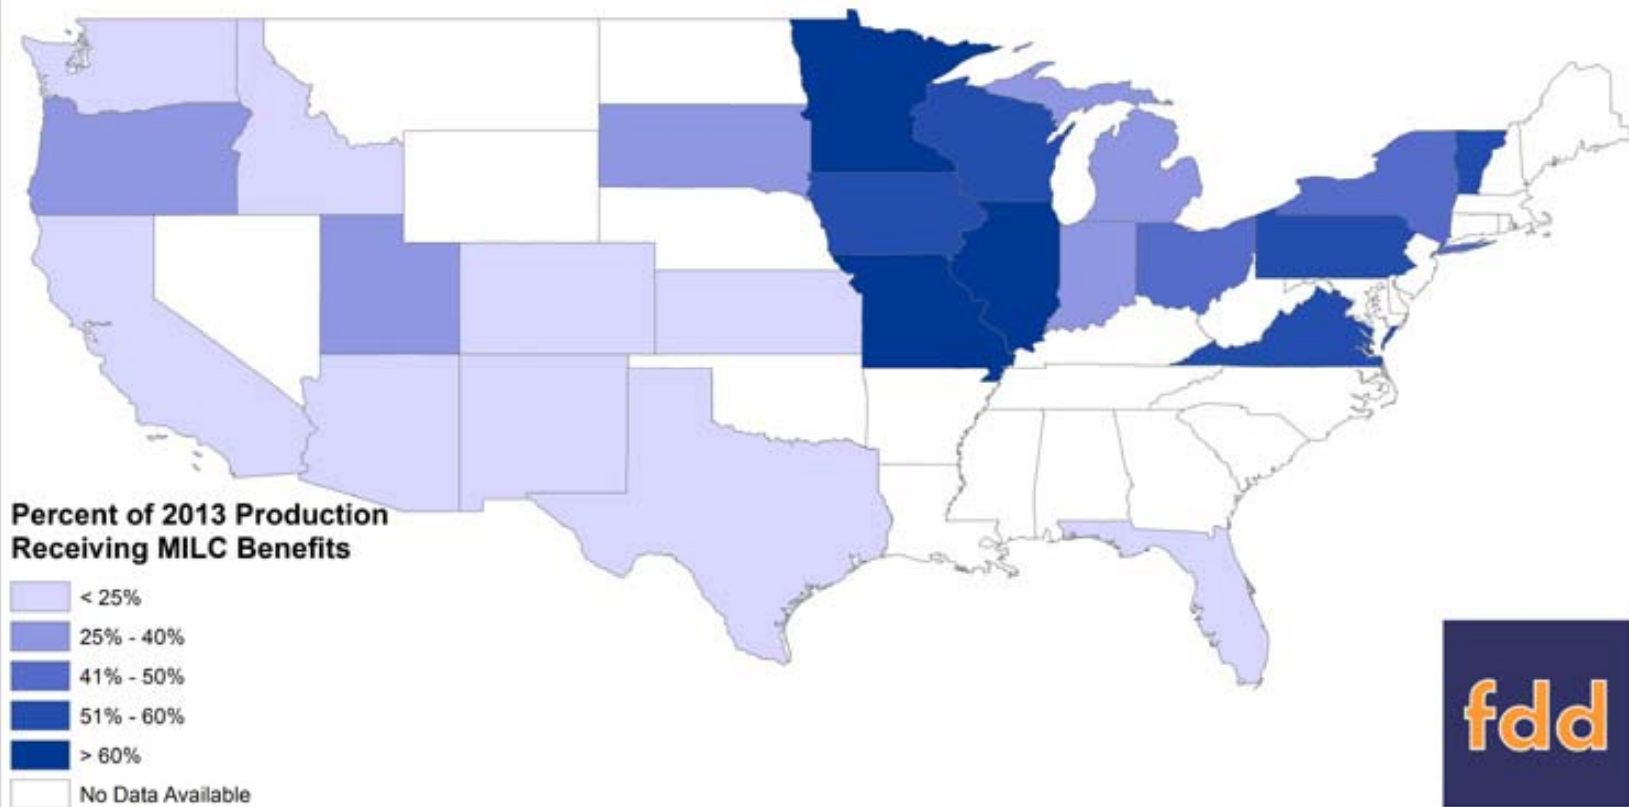 Percent of 2013 Production
Receiving MILC Benefits
< 25%
25% - 40%
41% - 50%
51% - 60%
> 60%
No Data Available
fdd